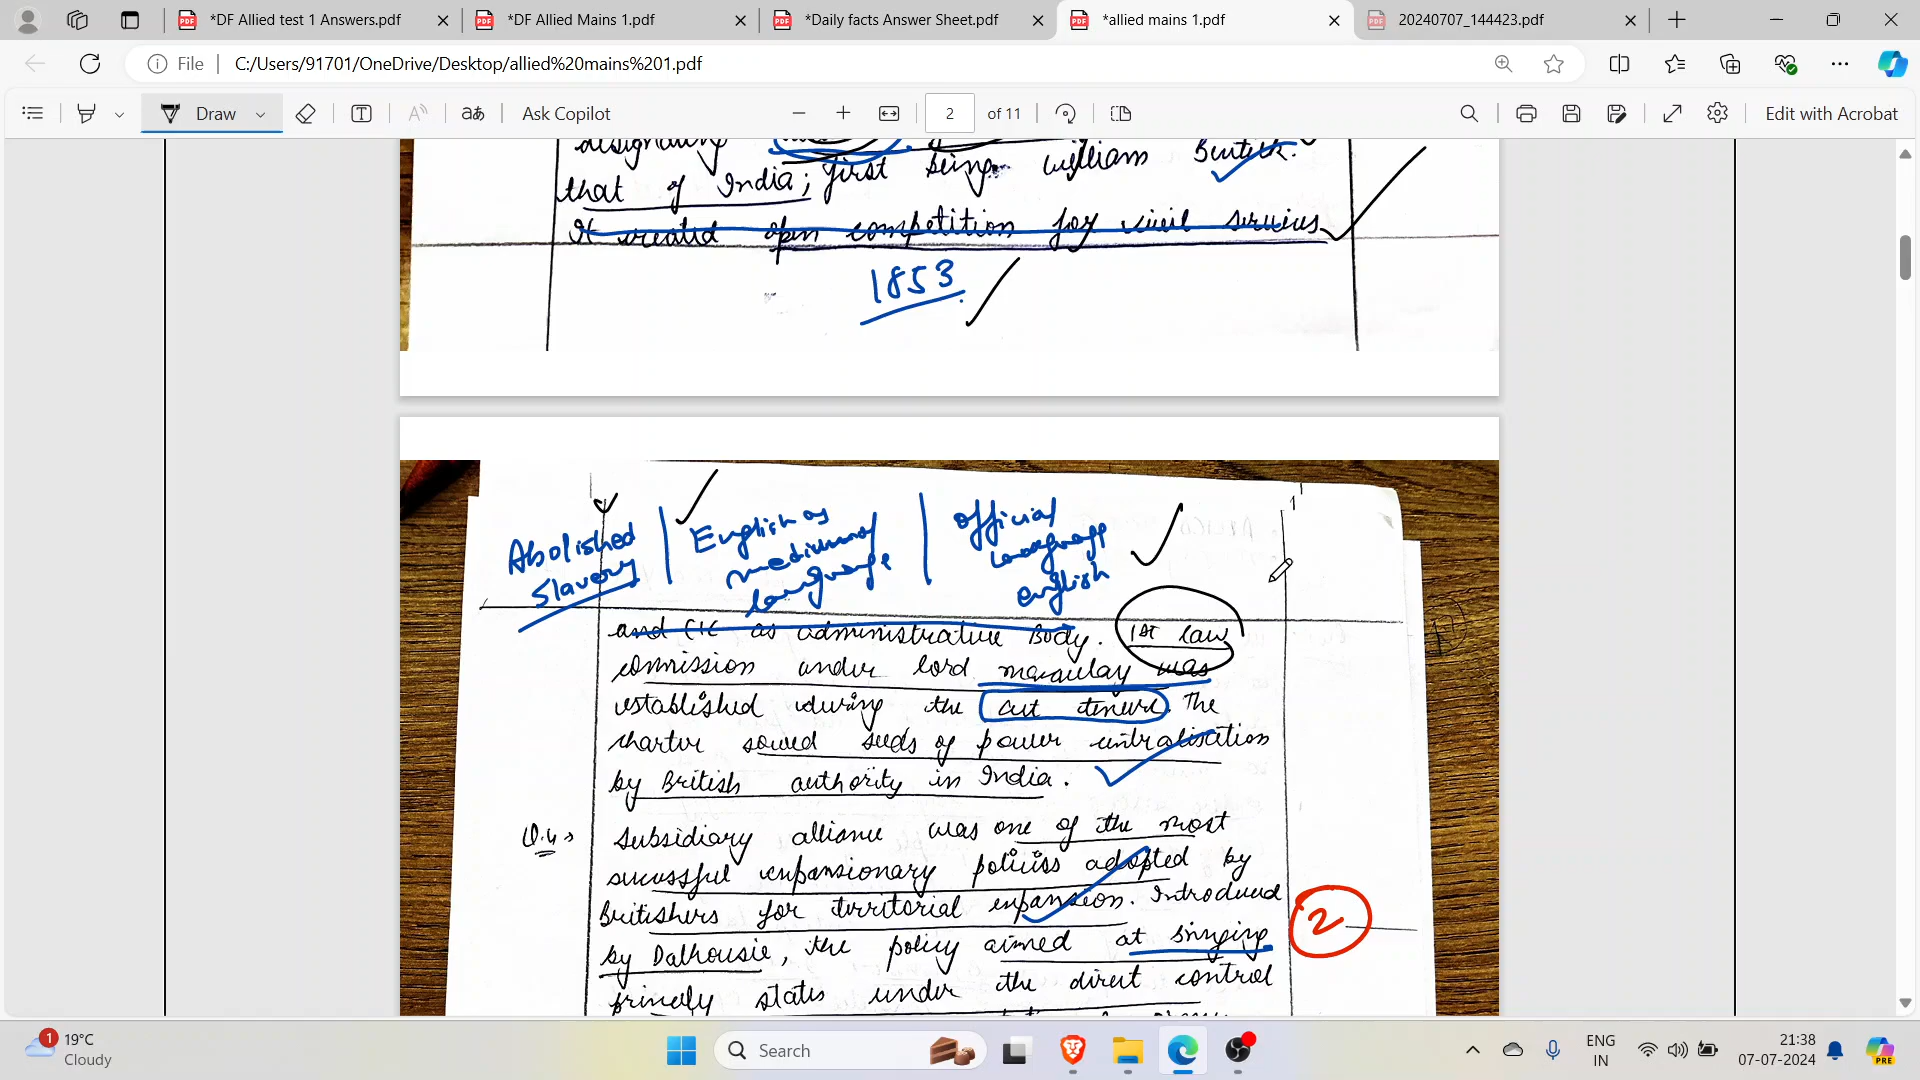 *DF Allied test 1 Answers.pdf
*DF Allied Mains 1.pdf
*Daily facts Answer Sheet.pdf
*allied mains 1.pdf
20240707_144423.pdf
File
C:/Users/91701/OneDrive/Desktop/allied%20mains%201.pdf
Draw
aあ
Ask Copilot
2
of 11
Edit with Acrobat
designating
that of India; first being William Bentick.
It created open competition for civil services
1853
Abolished
slavery
English as
medium of
language
official
language
english
and EIC as administrative Body. 1st law
commission under lord macaulay was
established during the act tenure. The
charter sowed seeds of power centralisation
by British authority in India.
Q.4>
Subsidiary alliance was one of the most
successful expansionary policies adopted by
Britishers for territorial expansion. Introduced
by Dalhousie, the policy aimed at bringing
2
princely states under the direct control
1
19°C
Cloudy
Search
ENG
IN
21:38
07-07-2024
PRE